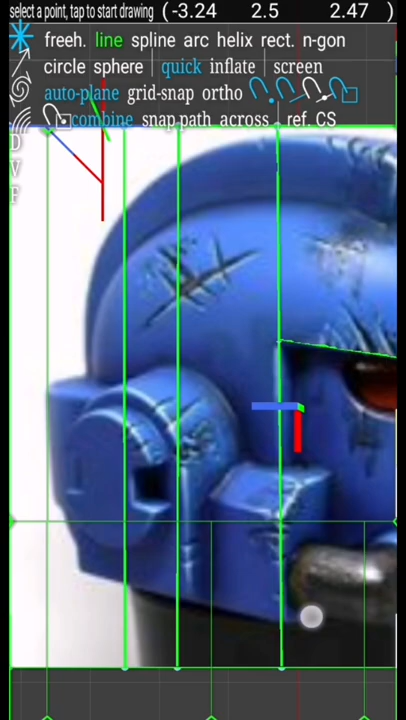 select a point, tap to start drawing (-3.24 2.5 2.47 )
freeh. line spline arc helix rect. n-gon
circle sphere | quick inflate | screen
auto-plane grid-snap ortho
combine snap path across ref. CS
D
V
F